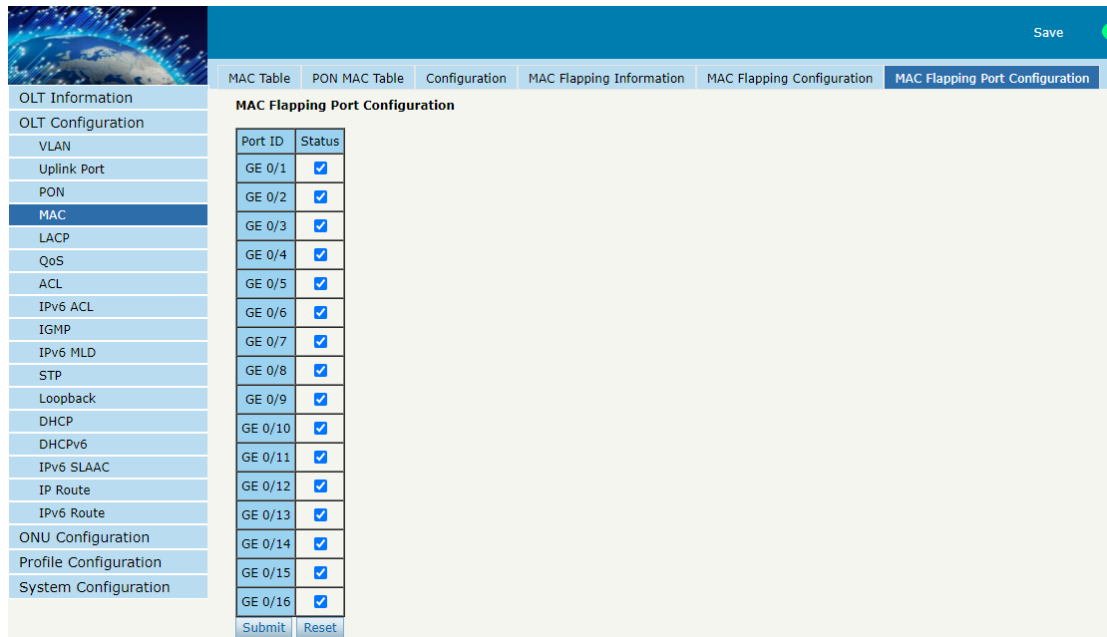 Save
MAC Table PON MAC Table Configuration MAC Flapping Information MAC Flapping Configuration MAC Flapping Port Configuration
OLT Information
OLT Configuration
VLAN
Uplink Port
PON
MAC
LACP
QoS
ACL
IPv6 ACL
IGMP
IPv6 MLD
STP
Loopback
DHCP
DHCPv6
IPv6 SLAAC
IP Route
IPv6 Route
ONU Configuration
Profile Configuration
System Configuration
MAC Flapping Port Configuration
Port ID Status
GE 0/1
GE 0/2
GE 0/3
GE 0/4
GE 0/5
GE 0/6
GE 0/7
GE 0/8
GE 0/9
GE 0/10
GE 0/11
GE 0/12
GE 0/13
GE 0/14
GE 0/15
GE 0/16
Submit Reset